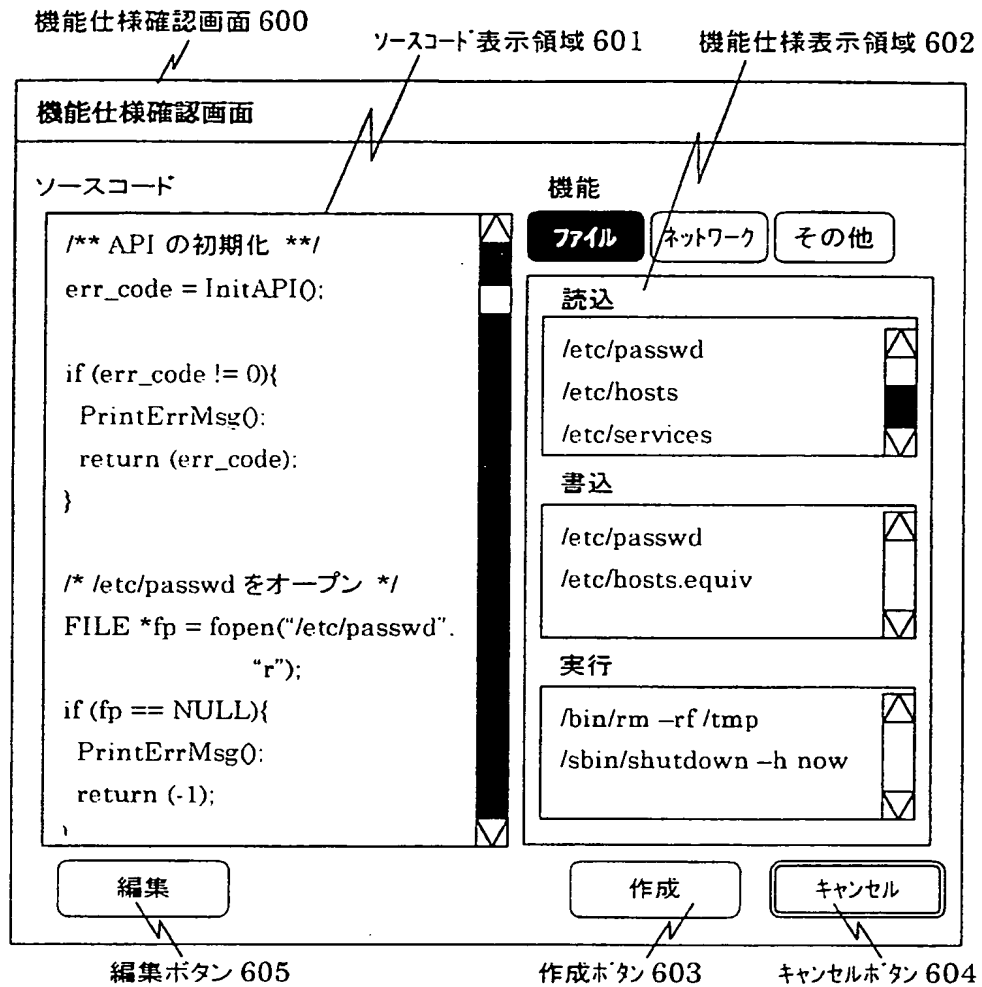 機能仕様確認画面 600
ソースコード表示領域 601
機能仕様表示領域 602
機能仕様確認画面
ソースコード
/** API の初期化 **/
err_code = InitAPI();
if (err_code != 0){
PrintErrMsg();
return (err_code);
}
/* /etc/passwd をオープン */
FILE *fp = fopen("/etc/passwd",
"r");
if (fp == NULL){
PrintErrMsg();
return (-1);
}
機能
ファイル
ネットワーク
その他
読込
/etc/passwd
/etc/hosts
/etc/services
書込
/etc/passwd
/etc/hosts.equiv
実行
/bin/rm –rf /tmp
/sbin/shutdown –h now
編集
作成
キャンセル
編集ボタン 605
作成ボタン 603
キャンセルボタン 604